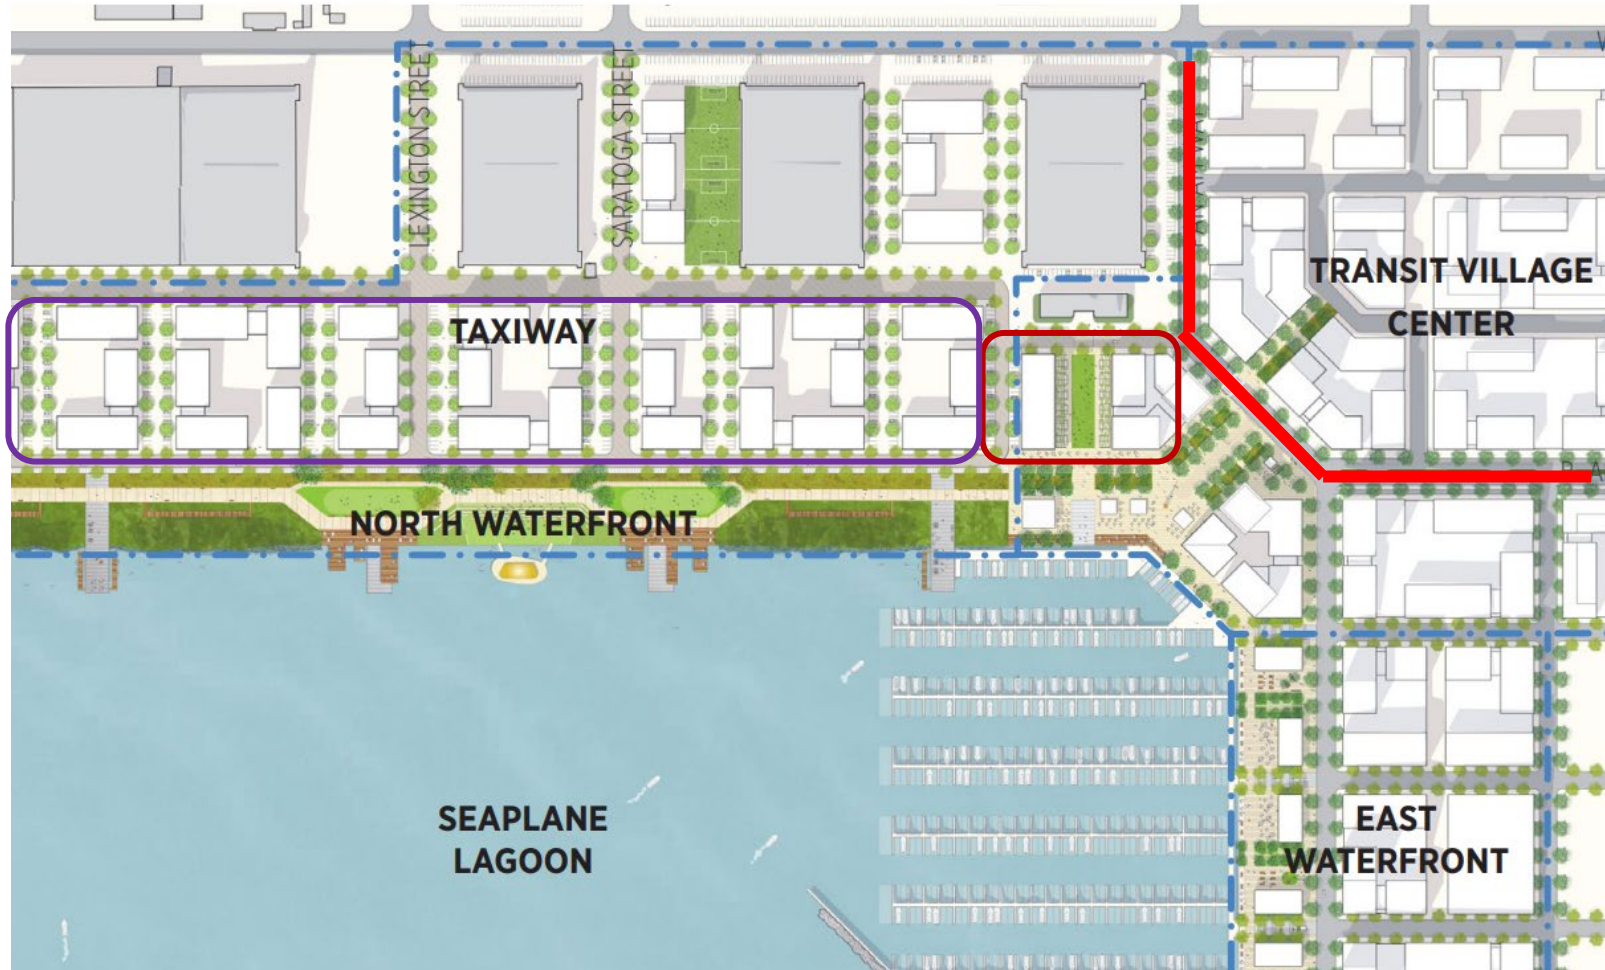 LEXINGTON STREET
SARATOGA STREET
TRANSIT VILLAGE
CENTER
TAXIWAY
NORTH WATERFRONT
SEAPLANE
LAGOON
EAST
WATERFRONT